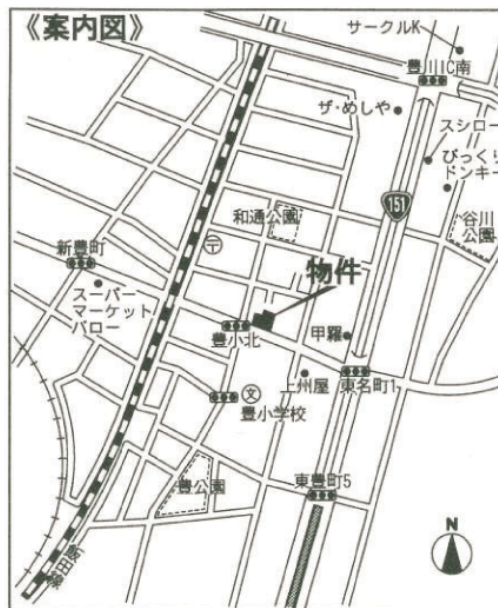 《案内図》
サークルK
豊川IC南
ザ・めしや
スシロー
びっくり
ドンキー
151
谷川
公園
和通公園
〒
新豊町
物件
スーパー
マーケット
バロー
豊小北
甲羅
上州屋
東名町1
文
豊小学校
豊公園
東豊町5
飯田線
N